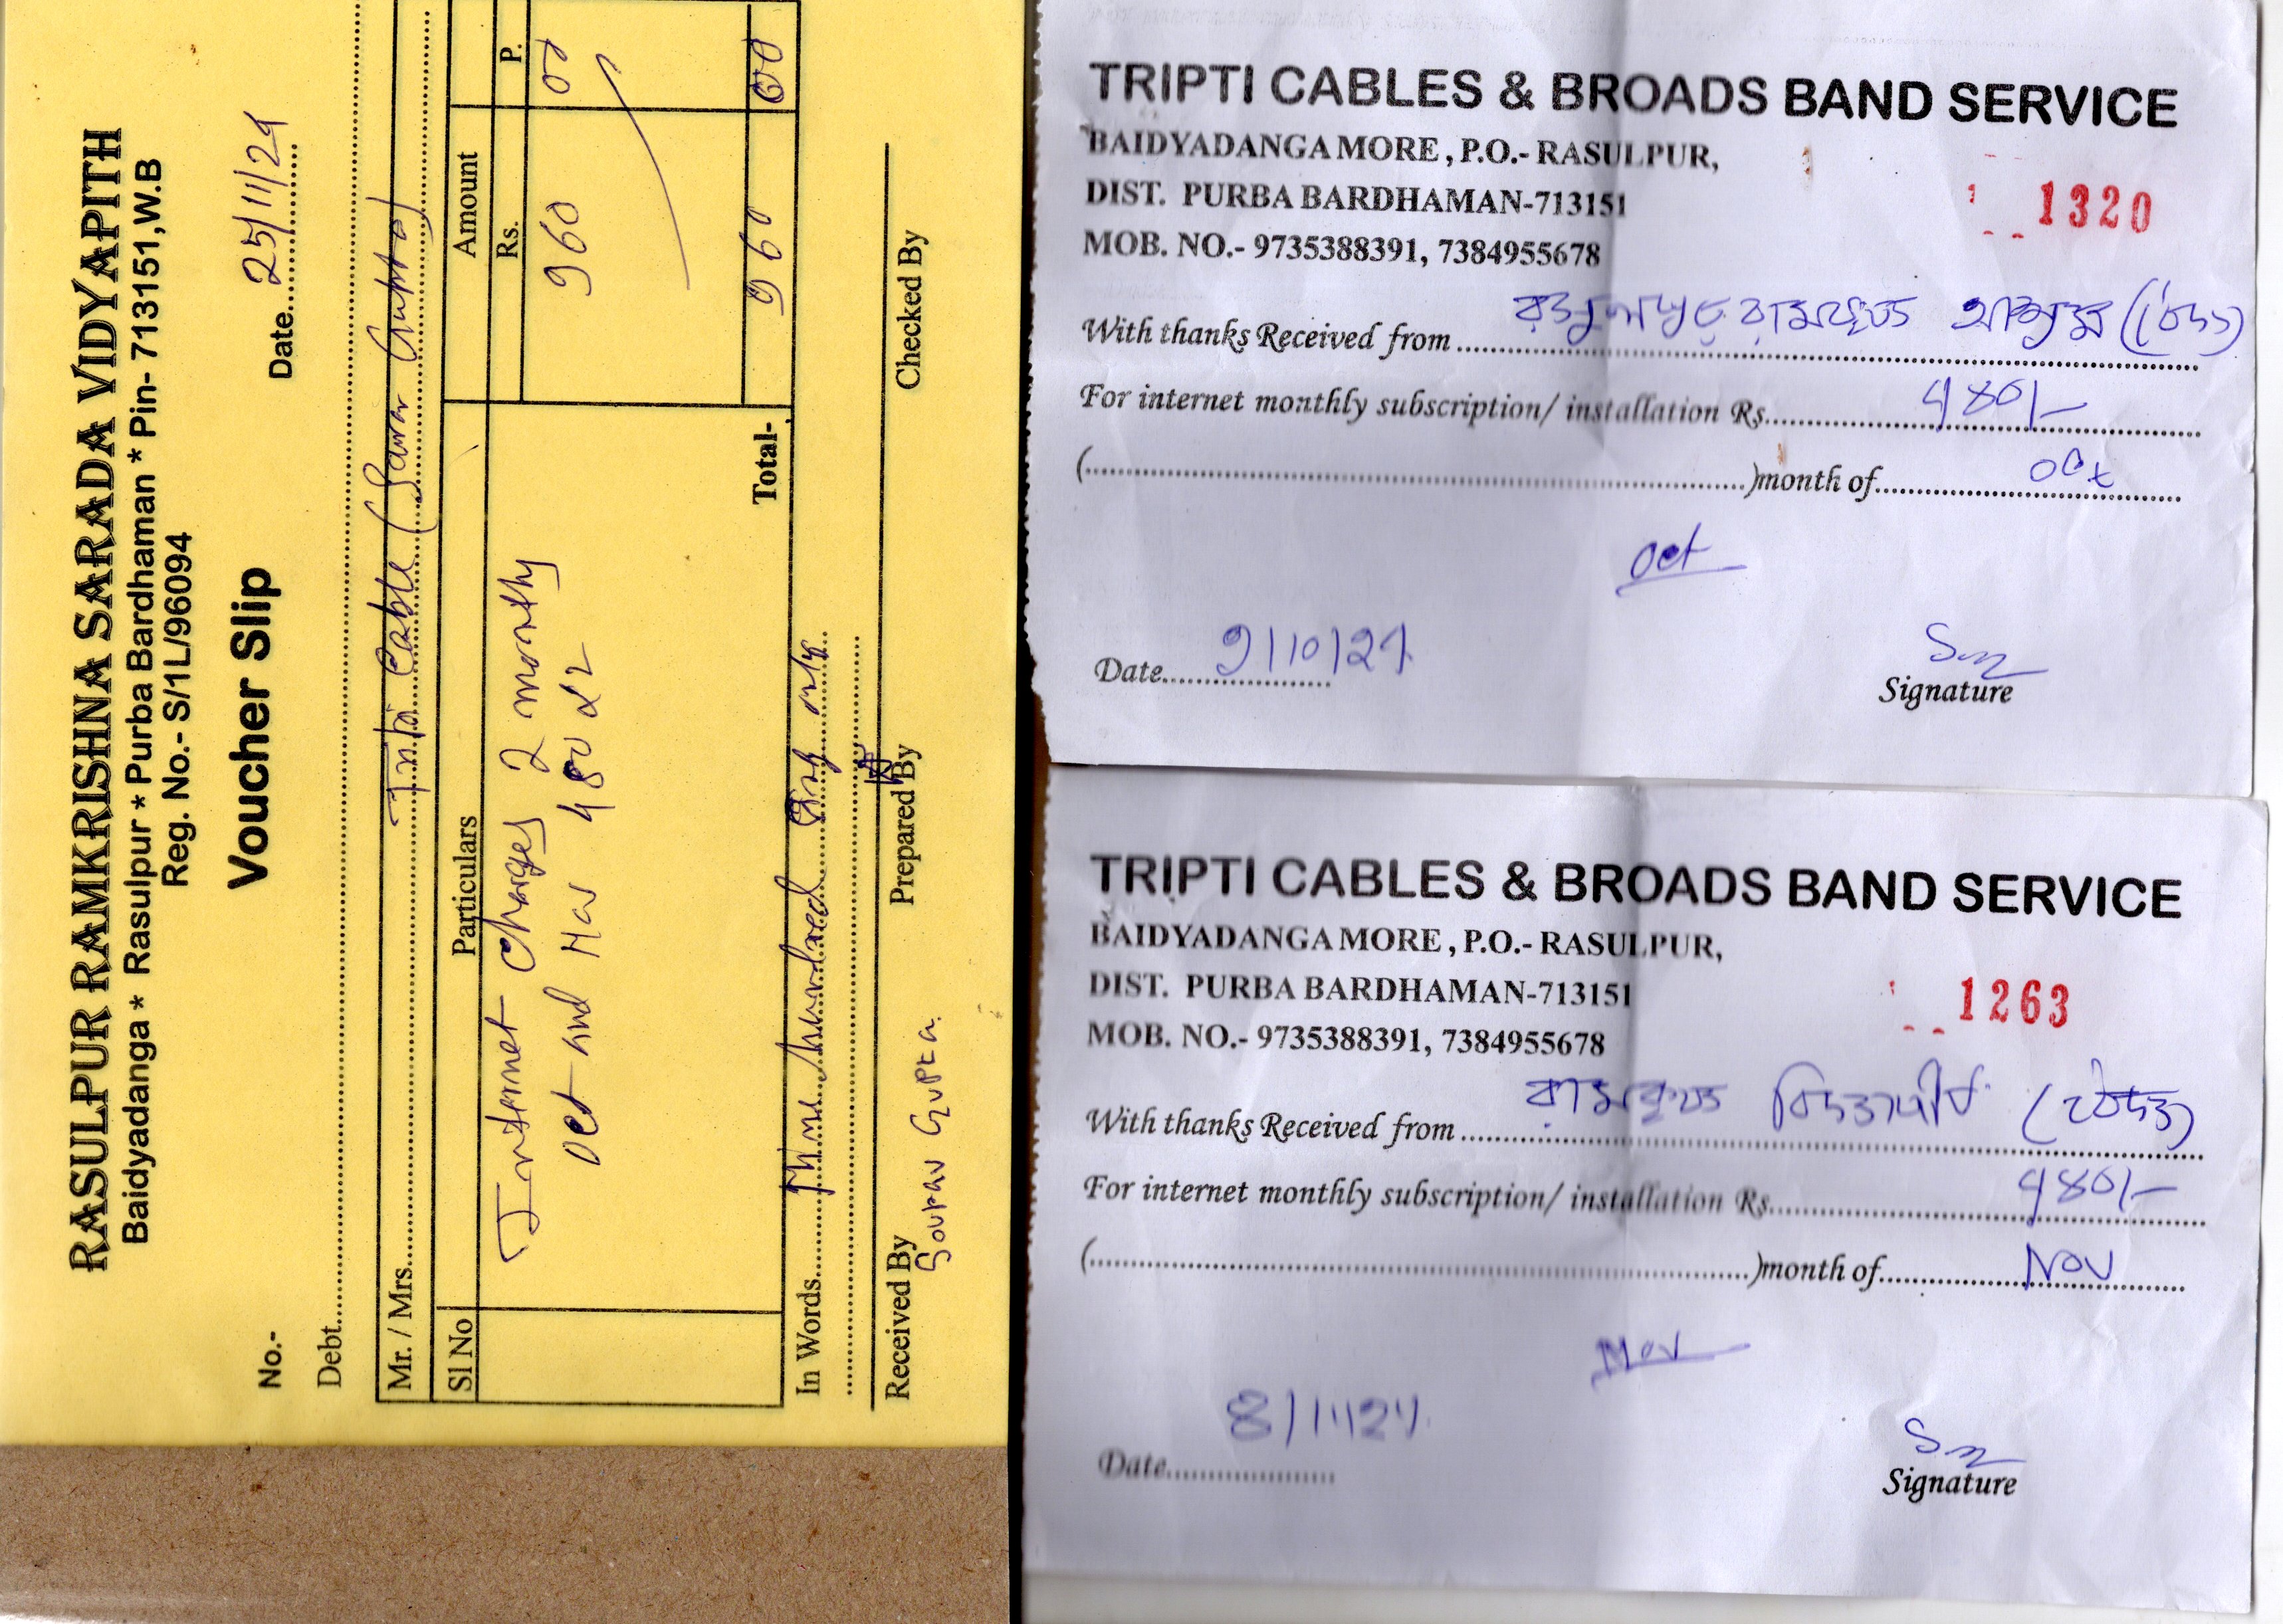 RASULPUR RAMKRISHNA SARADA VIDYAPITH
Baidyadanga * Rasulpur * Purba Bardhaman * Pin- 713151,W.B
Reg. No.- S/1L/96094
Voucher Slip
No.- Date 25/11/24
Debt
Mr. / Mrs. Cable (Gupta)
Sl No Particulars Amount
Rs. P.
Internet Charges 2 monthly 960 00
Oct and Nov 480 x 2
Total- 960 00
In Words Nine hundred only
Received By Prepared By Checked By
Sourav Gupta
TRIPTI CABLES & BROADS BAND SERVICE
BAIDYADANGA MORE, P.O.- RASULPUR,
DIST. PURBA BARDHAMAN-713151
1320
MOB. NO.- 9735388391, 7384955678
With thanks Received from রসুলপুর রামকৃষ্ণ
For internet monthly subscription/ installation Rs. 480/-
( )month of Oct
Oct
Date 9/10/24
Signature
TRIPTI CABLES & BROADS BAND SERVICE
BAIDYADANGA MORE, P.O.- RASULPUR,
DIST. PURBA BARDHAMAN-713151
1263
MOB. NO.- 9735388391, 7384955678
With thanks Received from রামকৃষ্ণ বিদ্যাপীঠ
For internet monthly subscription/ installation Rs. 480/-
( )month of Nov
Nov
Date 8/11/24
Signature